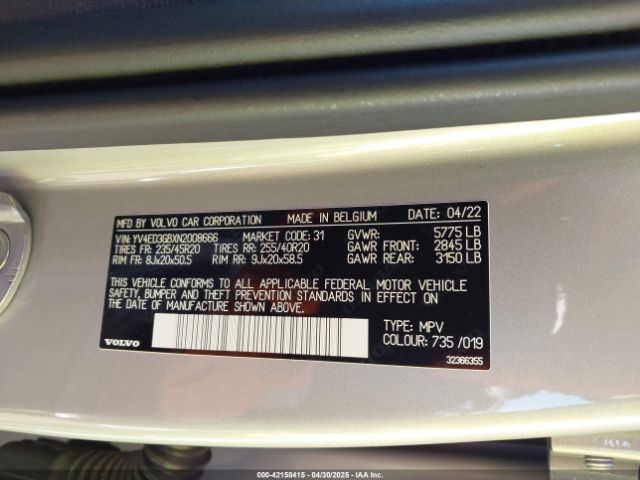 MFD BY VOLVO CAR CORPORATION MADE IN BELGIUM DATE: 04/22
VIN: YV4ED3GBXN2008666 MARKET CODE: 31 GVWR: 5775 LB
TIRES FR: 235/45R20 TIRES RR: 255/40R20 GAWR FRONT: 2845 LB
RIM FR: 8Jx20x50.5 RIM RR: 9Jx20x58.5 GAWR REAR: 3150 LB
THIS VEHICLE CONFORMS TO ALL APPLICABLE FEDERAL MOTOR VEHICLE
SAFETY, BUMPER AND THEFT PREVENTION STANDARDS IN EFFECT ON
THE DATE OF MANUFACTURE SHOWN ABOVE.
TYPE: MPV
VOLVO COLOUR: 735 /019
32366355
000-42158415 - 04/30/2025 - Copyright © IAA, Inc.